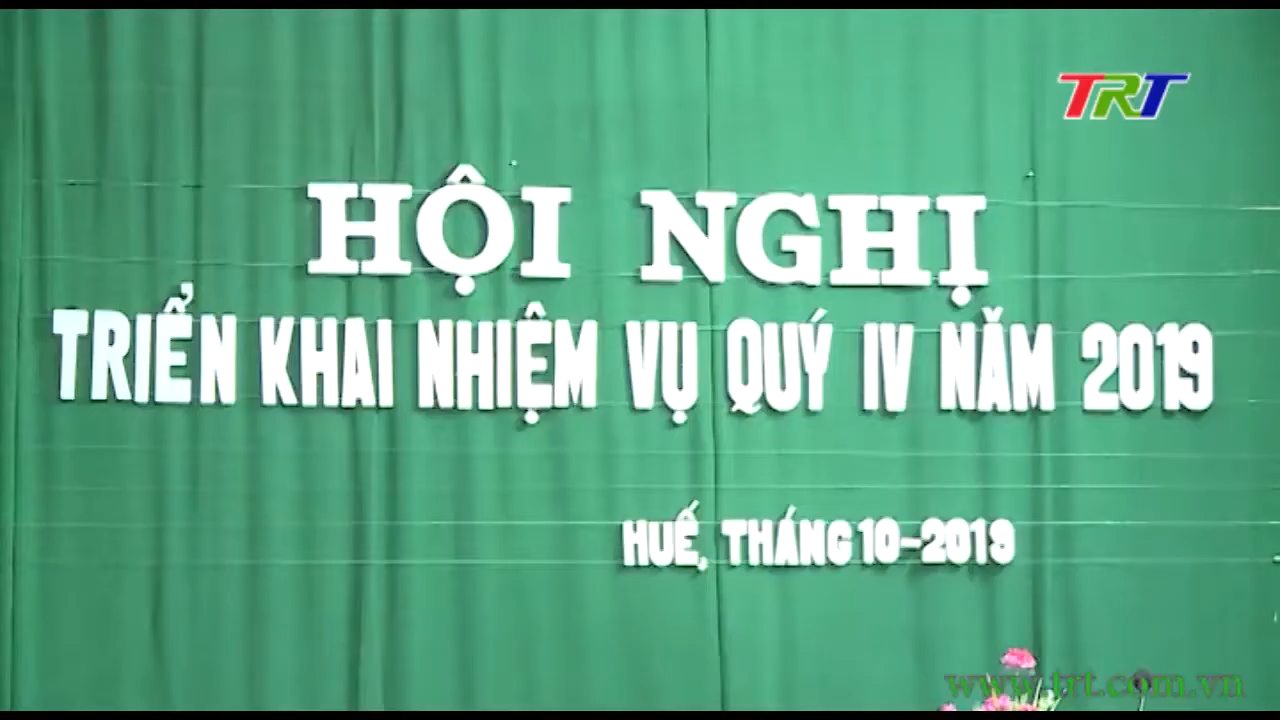 TRT
HỘI NGHỊ
TRIỂN KHAI NHIỆM VỤ QUÝ IV NĂM 2019
HUẾ, THÁNG 10-2019
www.trt.com.vn